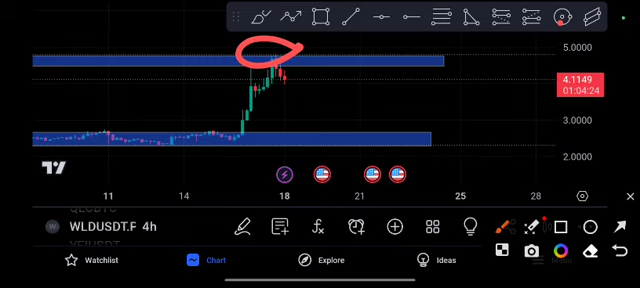 5.0000
4.1149
01:04:24
3.0000
2.0000
11 14 18 21 25 28
WLDUSDT.P 4h
Watchlist Chart Explore Ideas Menu